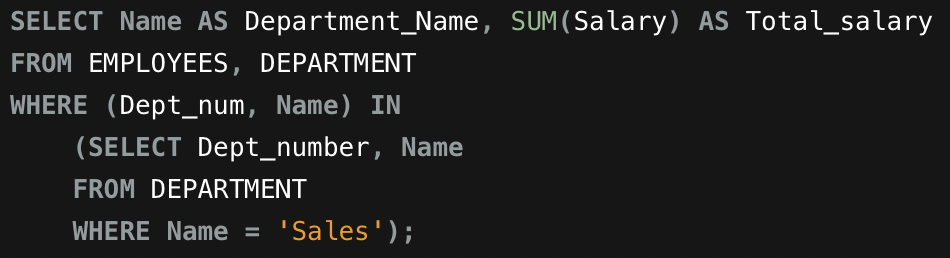 SELECT Name AS Department_Name, SUM(Salary) AS Total_salary
FROM EMPLOYEES, DEPARTMENT
WHERE (Dept_num, Name) IN
    (SELECT Dept_number, Name
    FROM DEPARTMENT
    WHERE Name = 'Sales');